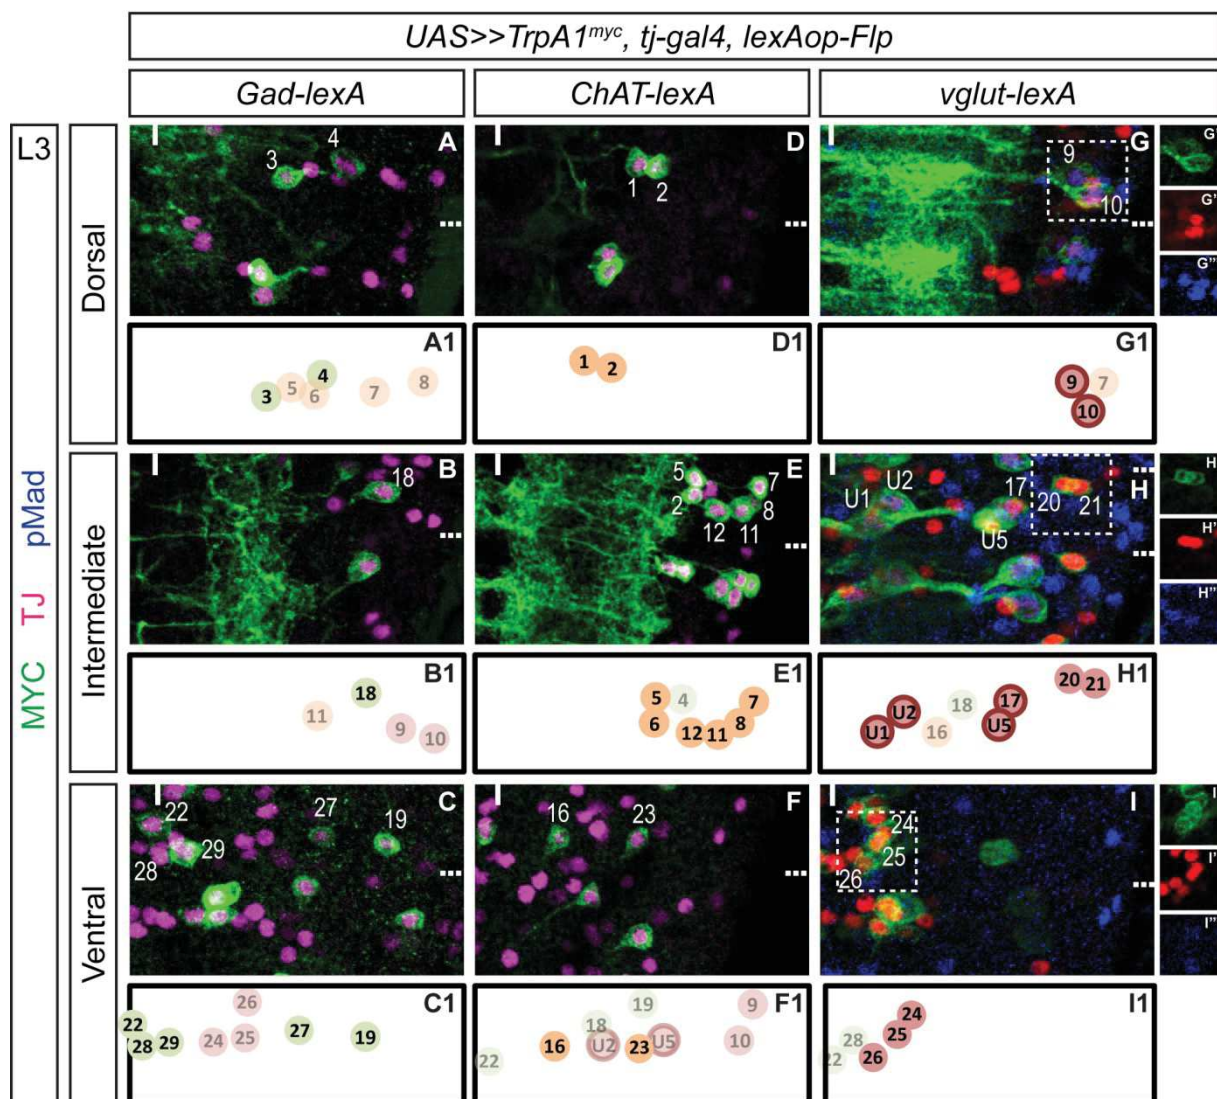 UAS>>TrpA1myc, tj-gal4, lexAop-Flp
Gad-lexA
ChAT-lexA
vglut-lexA
L3
MYC TJ pMad
Dorsal
A
3
4
D
1
2
G
9
10
G'
G''
G'''
A1
3
5
4
6
7
8
D1
1
2
G1
9
7
10
Intermediate
B
18
E
5
2
12
11
8
7
H
U1
U2
17
U5
20
21
H'
H''
H'''
B1
11
18
9
10
E1
5
4
6
12
11
8
7
H1
U1
U2
16
18
17
U5
20
21
Ventral
C
22
28
29
27
19
F
16
23
I
24
25
26
I'
I''
I'''
C1
22
28
29
24
26
25
27
19
F1
22
16
18
U2
19
23
U5
9
10
I1
22
28
26
25
24